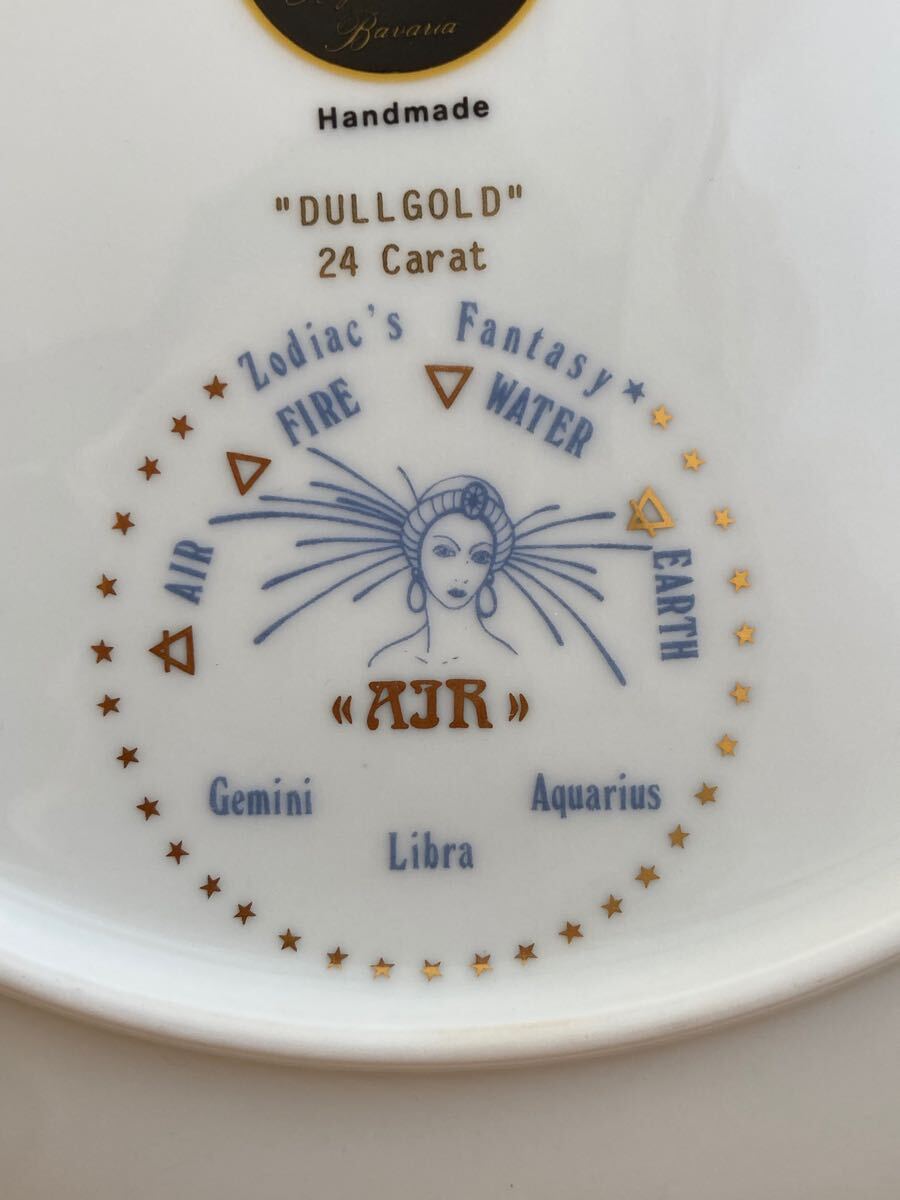 Bavaria
Handmade
"DULLGOLD"
24 Carat
Zodiac's Fantasy
FIRE
WATER
AIR
EARTH
«AIR»
Gemini
Aquarius
Libra